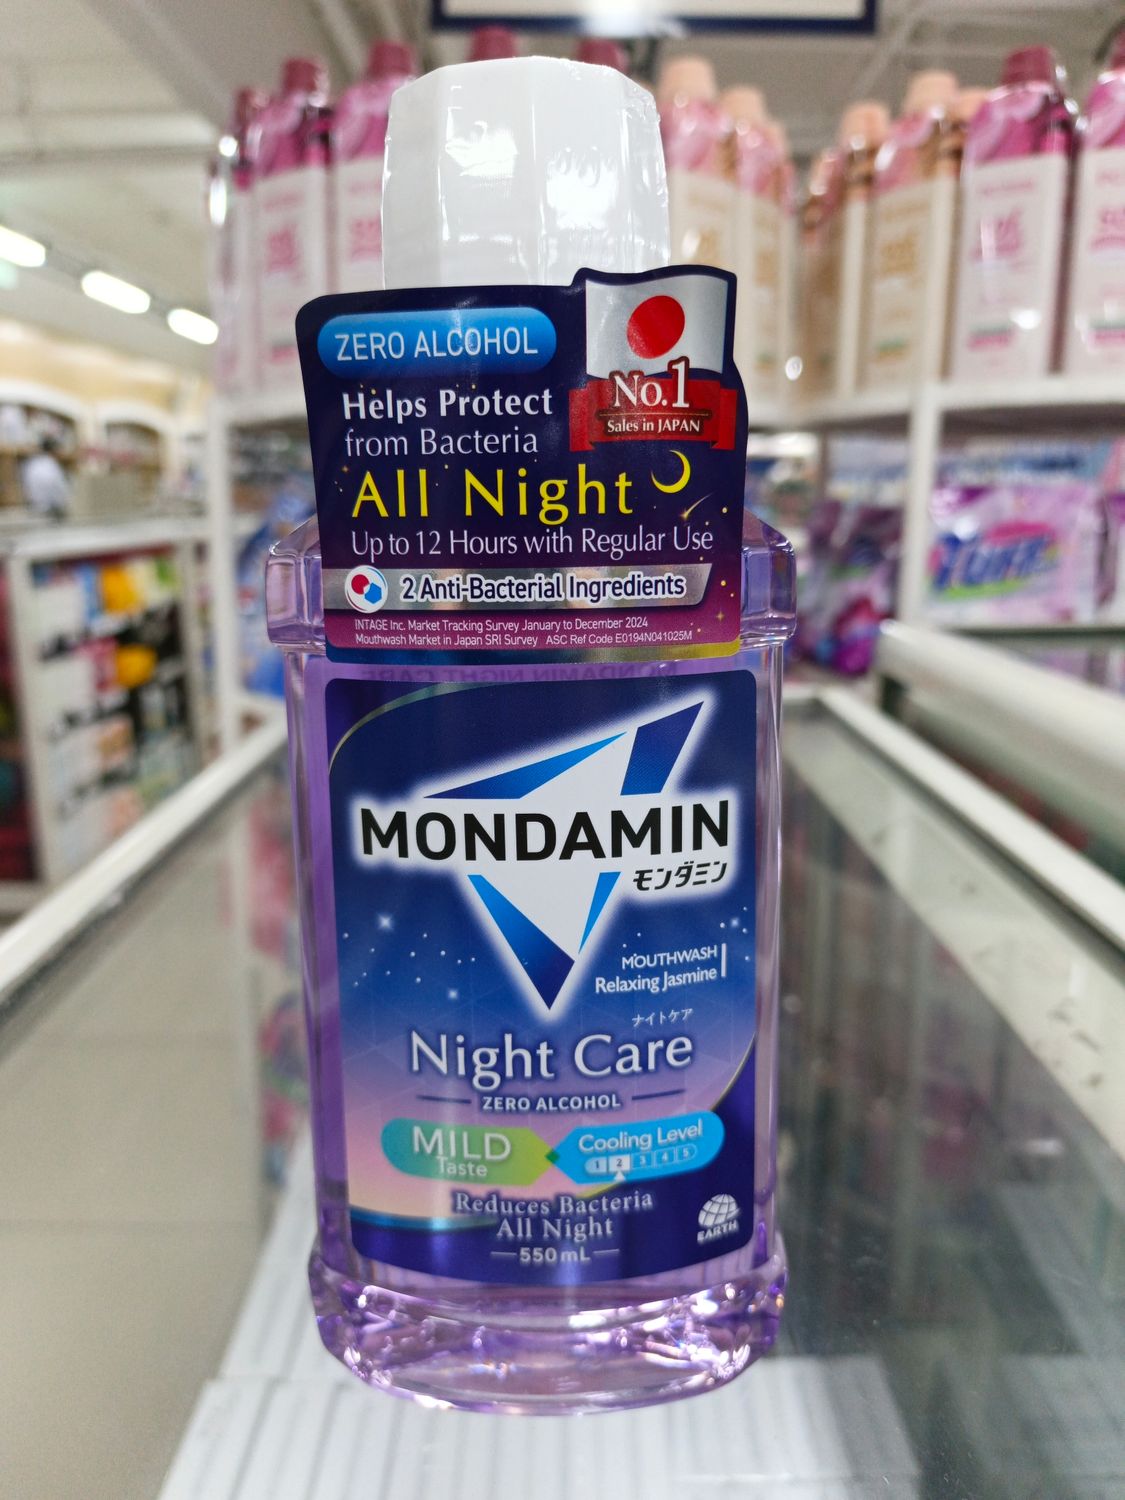 ZERO ALCOHOL
No.1
Sales in JAPAN
Helps Protect
from Bacteria
All Night
Up to 12 Hours with Regular Use
2 Anti-Bacterial Ingredients
INTAGE Inc. Market Tracking Survey January to December 2024
Mouthwash Market in Japan SRI Survey ASC Ref Code E0194N041025M
MONDAMIN
モンダミン
MOUTHWASH
Relaxing Jasmine
ナイトケア
Night Care
ZERO ALCOHOL
MILD
Taste
Cooling Level
1 2 3 4 5
Reduces Bacteria
All Night
550mL
EARTH